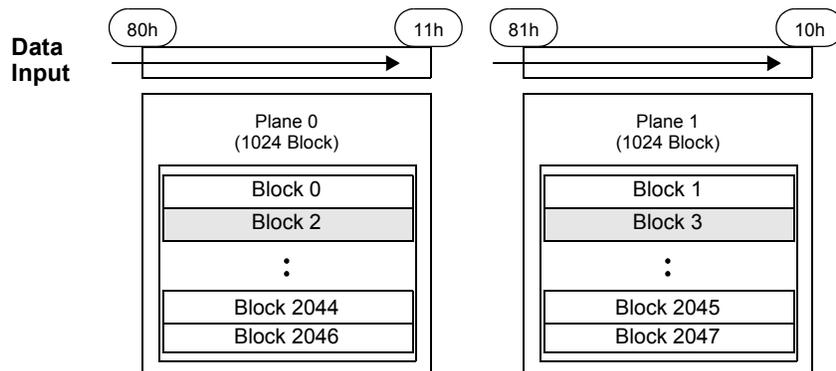 80h
11h
81h
10h
Data
Input
Plane 0
(1024 Block)
Block 0
Block 2
:
Block 2044
Block 2046
Plane 1
(1024 Block)
Block 1
Block 3
:
Block 2045
Block 2047